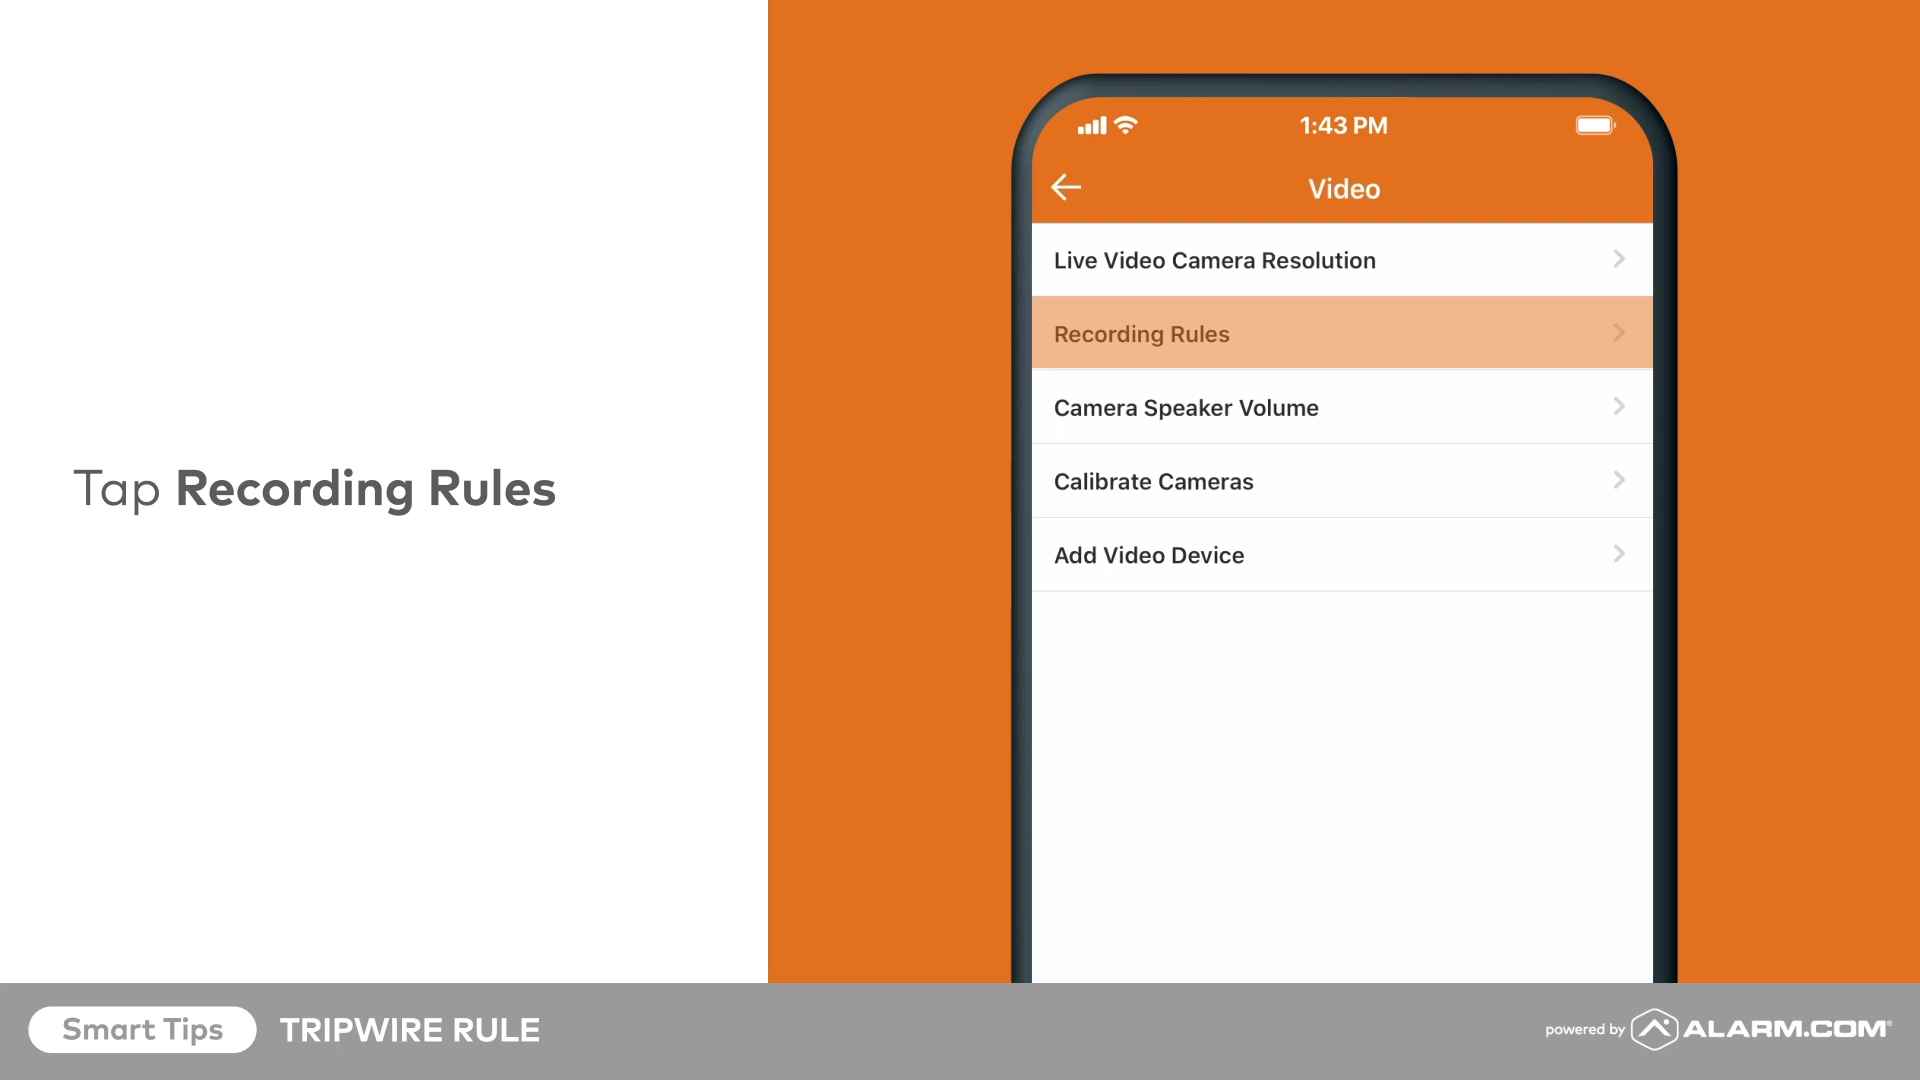 Tap Recording Rules
1:43 PM
Video
Live Video Camera Resolution
Recording Rules
Camera Speaker Volume
Calibrate Cameras
Add Video Device
Smart Tips TRIPWIRE RULE
powered by ALARM.COM®